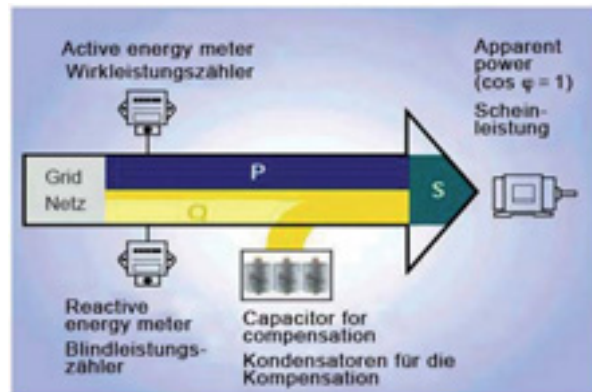 Active energy meter
Wirkleistungszähler
Apparent
power
(cos φ = 1)
Schein-
leistung
Grid
Netz
P
Q
S
Reactive
energy meter
Blindleistungs-
zähler
Capacitor for
compensation
Kondensatoren für die
Kompensation